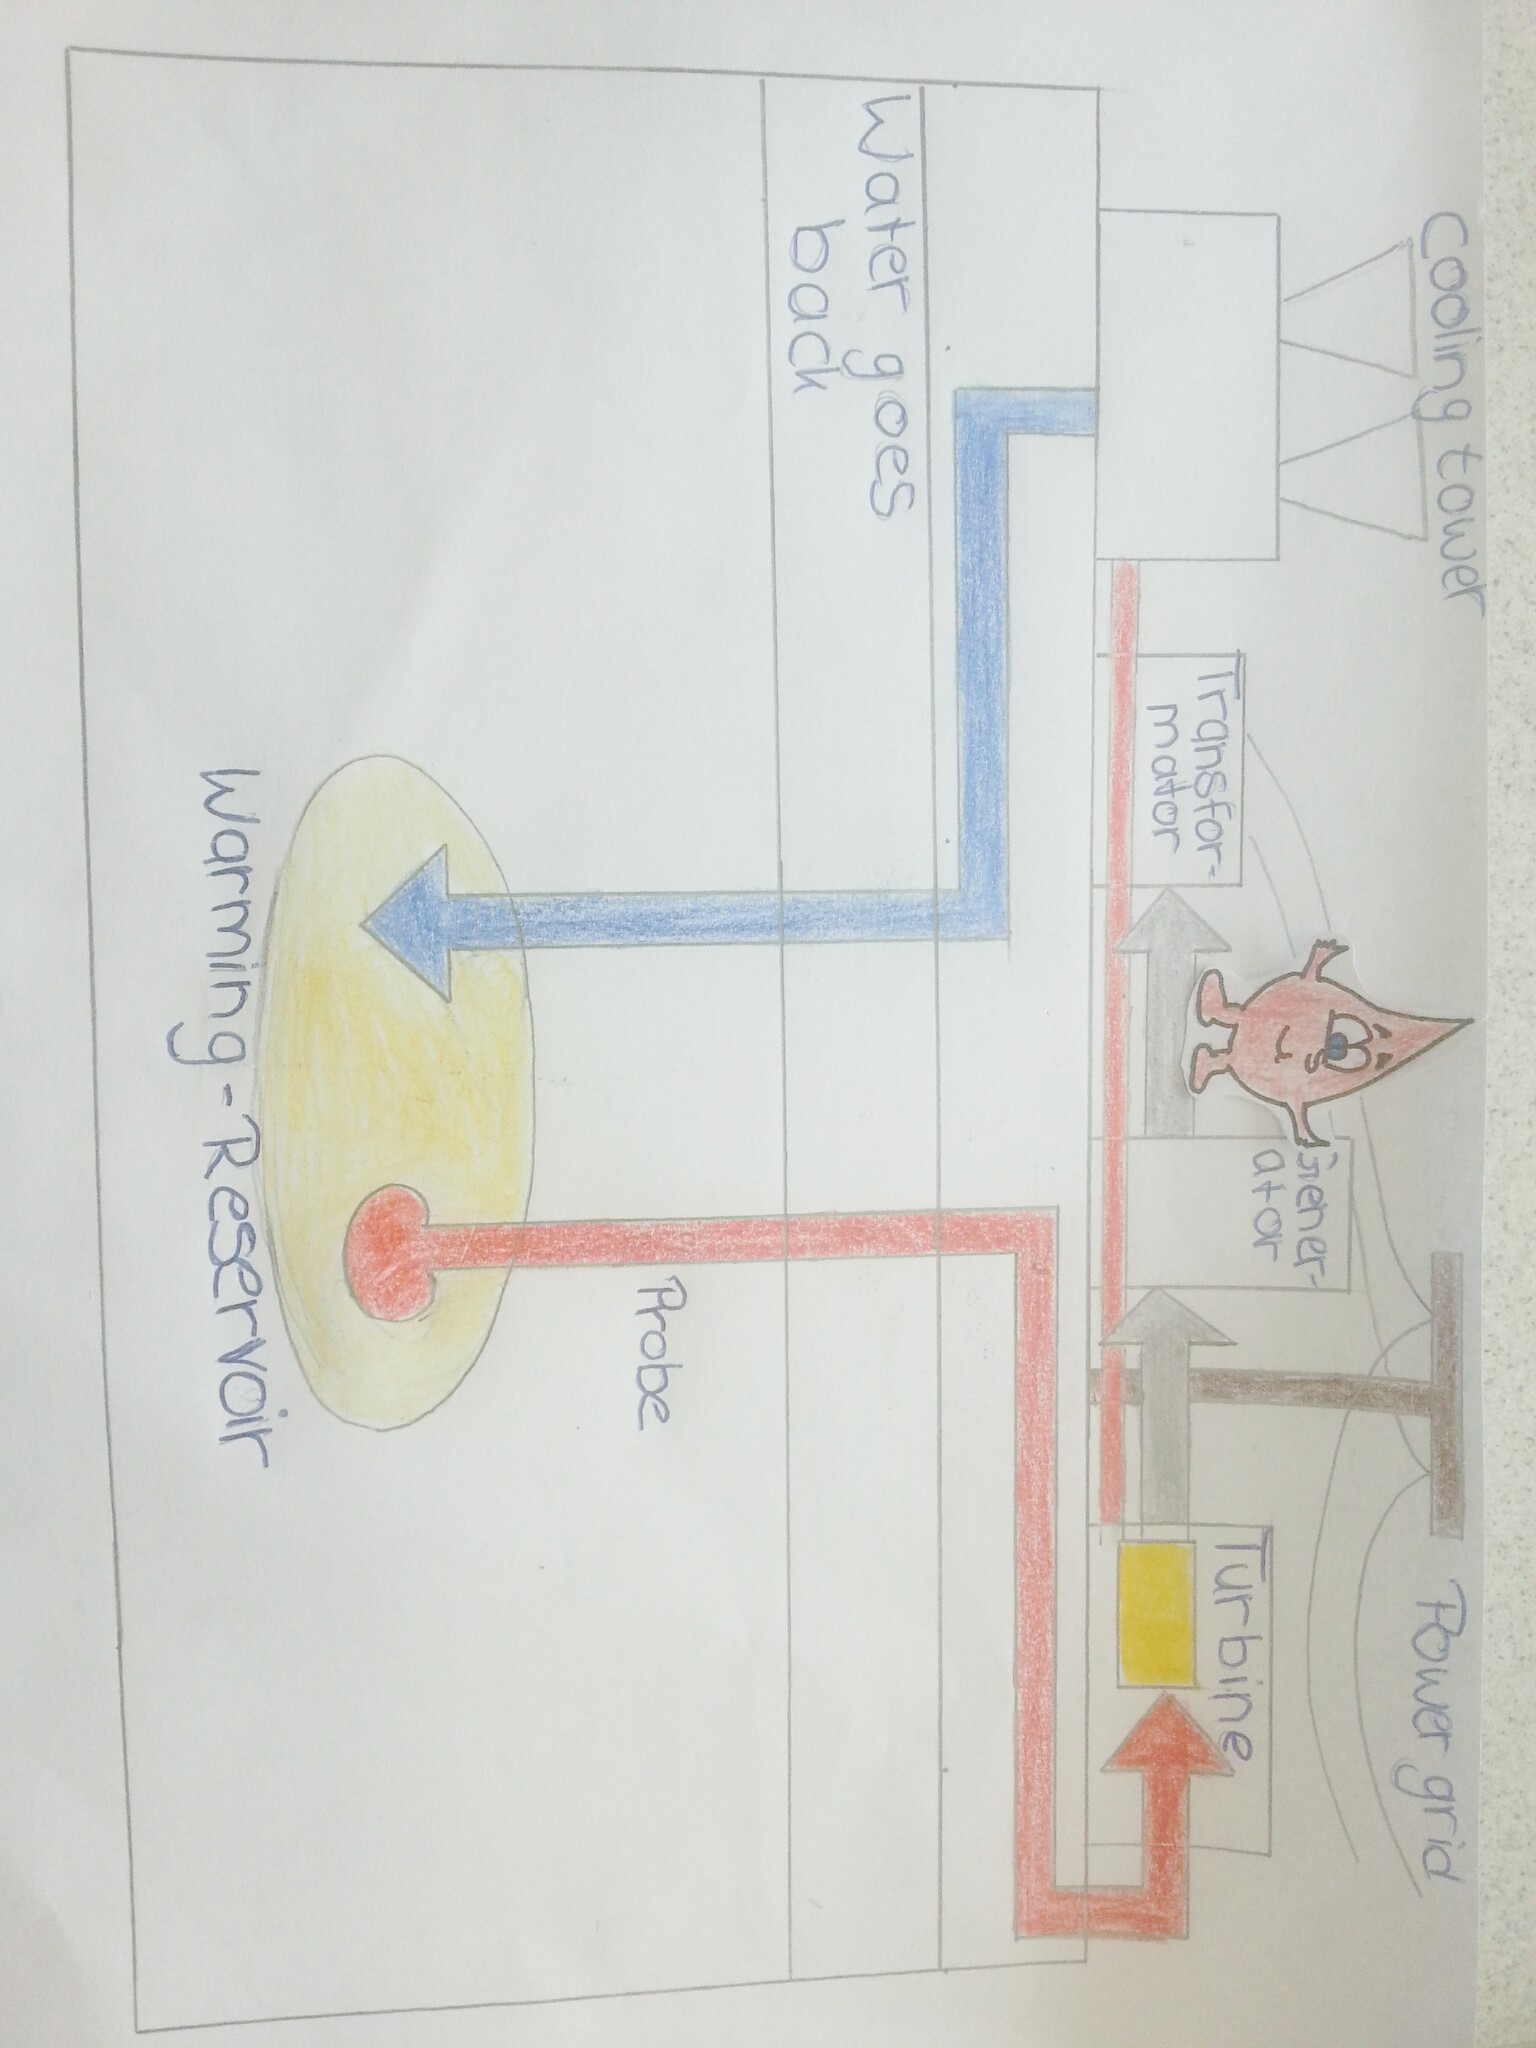 Cooling tower
Power grid
Transfor-
mator
Gener-
ator
Turbine
Water goes
back
Probe
Warming-Reservoir